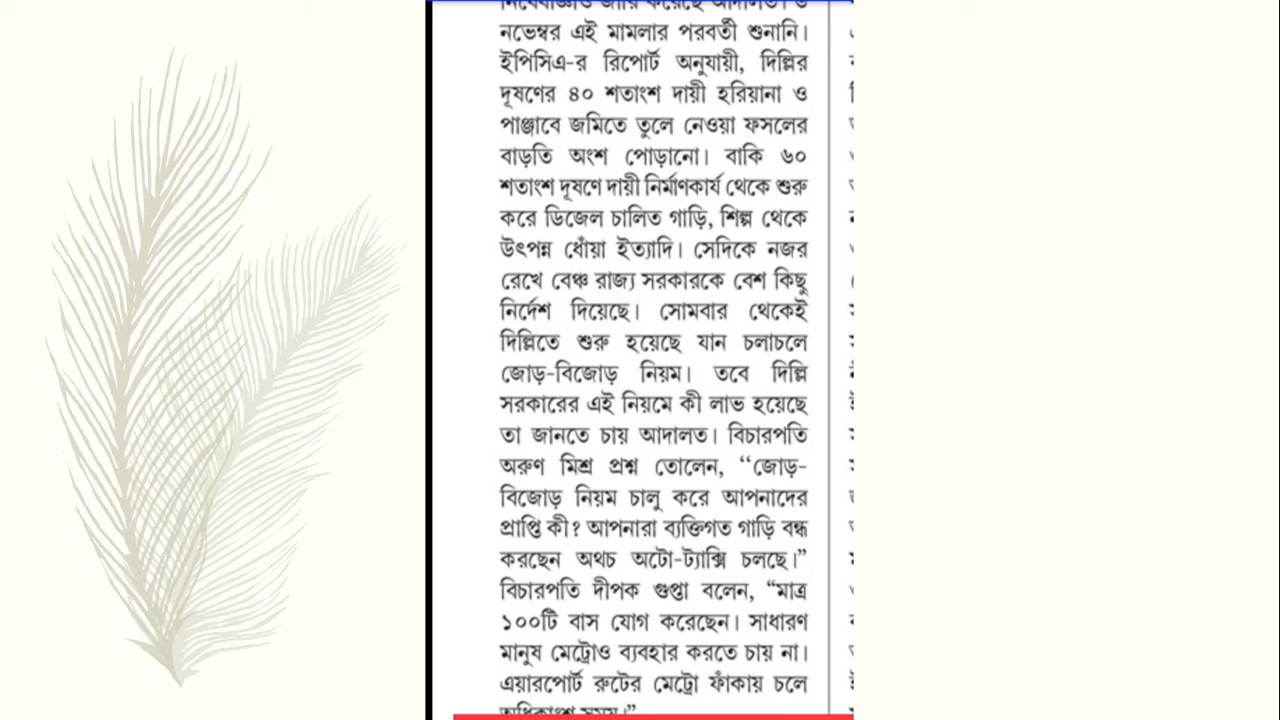 নভেম্বর এই মামলার পরবর্তী শুনানি।
ইপিসিএ-র রিপোর্ট অনুযায়ী, দিল্লির
দূষণের ৪০ শতাংশ দায়ী হরিয়ানা ও
পাঞ্জাবে জমিতে তুলে নেওয়া ফসলের
বাড়তি অংশ পোড়ানো। বাকি ৬০
শতাংশ দূষণে দায়ী নির্মাণকার্য থেকে শুরু
করে ডিজেল চালিত গাড়ি, শিল্প থেকে
উৎপন্ন ধোঁয়া ইত্যাদি। সেদিকে নজর
রেখে বেঞ্চ রাজ্য সরকারকে বেশ কিছু
নির্দেশ দিয়েছে। সোমবার থেকেই
দিল্লিতে শুরু হয়েছে যান চলাচলে
জোড়-বিজোড় নিয়ম। তবে দিল্লি
সরকারের এই নিয়মে কী লাভ হয়েছে
তা জানতে চায় আদালত। বিচারপতি
অরুণ মিশ্র প্রশ্ন তোলেন, ‘‘জোড়-
বিজোড় নিয়ম চালু করে আপনাদের
প্রাপ্তি কী? আপনারা ব্যক্তিগত গাড়ি বন্ধ
করছেন অথচ অটো-ট্যাক্সি চলছে।”
বিচারপতি দীপক গুপ্তা বলেন, “মাত্র
১০০টি বাস যোগ করেছেন। সাধারণ
মানুষ মেট্রোও ব্যবহার করতে চায় না।
এয়ারপোর্ট রুটের মেট্রো ফাঁকায় চলে